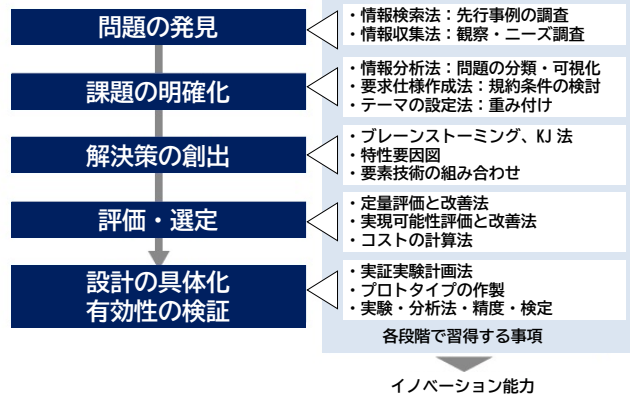 問題の発見
・情報検索法：先行事例の調査
・情報収集法：観察・ニーズ調査
課題の明確化
・情報分析法：問題の分類・可視化
・要求仕様作成法：規約条件の検討
・テーマの設定法：重み付け
解決策の創出
・ブレーンストーミング、KJ 法
・特性要因図
・要素技術の組み合わせ
評価・選定
・定量評価と改善法
・実現可能性評価と改善法
・コストの計算法
設計の具体化
有効性の検証
・実証実験計画法
・プロトタイプの作製
・実験・分析法・精度・検定
各段階で習得する事項
イノベーション能力